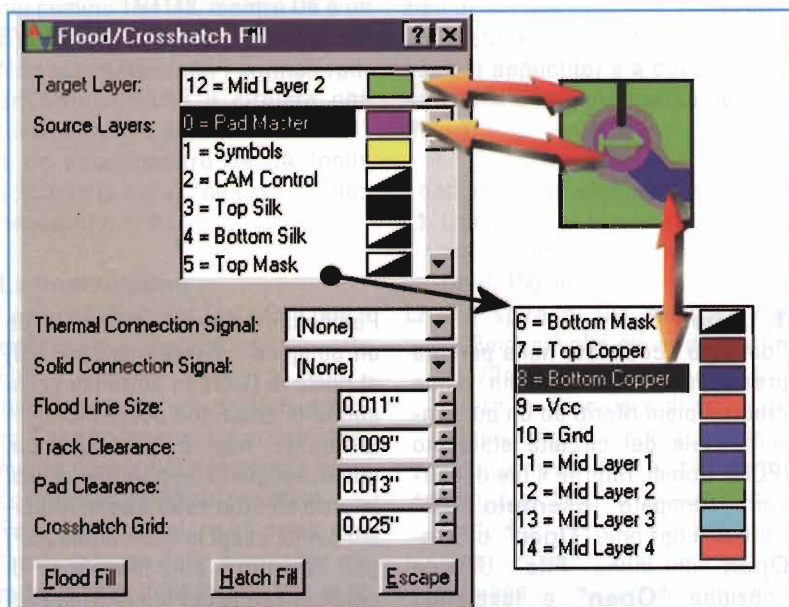 Flood/Crosshatch Fill
Target Layer: 12 = Mid Layer 2
Source Layers: 0 = Pad Master
1 = Symbols
2 = CAM Control
3 = Top Silk
4 = Bottom Silk
5 = Top Mask
6 = Bottom Mask
7 = Top Copper
8 = Bottom Copper
9 = Vcc
10 = Gnd
11 = Mid Layer 1
12 = Mid Layer 2
13 = Mid Layer 3
14 = Mid Layer 4
Thermal Connection Signal: [None]
Solid Connection Signal: [None]
Flood Line Size: 0.011"
Track Clearance: 0.009"
Pad Clearance: 0.013"
Crosshatch Grid: 0.025"
Flood Fill Hatch Fill Escape